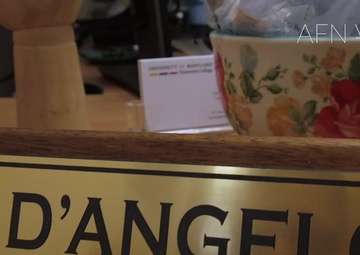 AFN
UNIVERSITY OF MARYLAND
University College
D'ANGEL